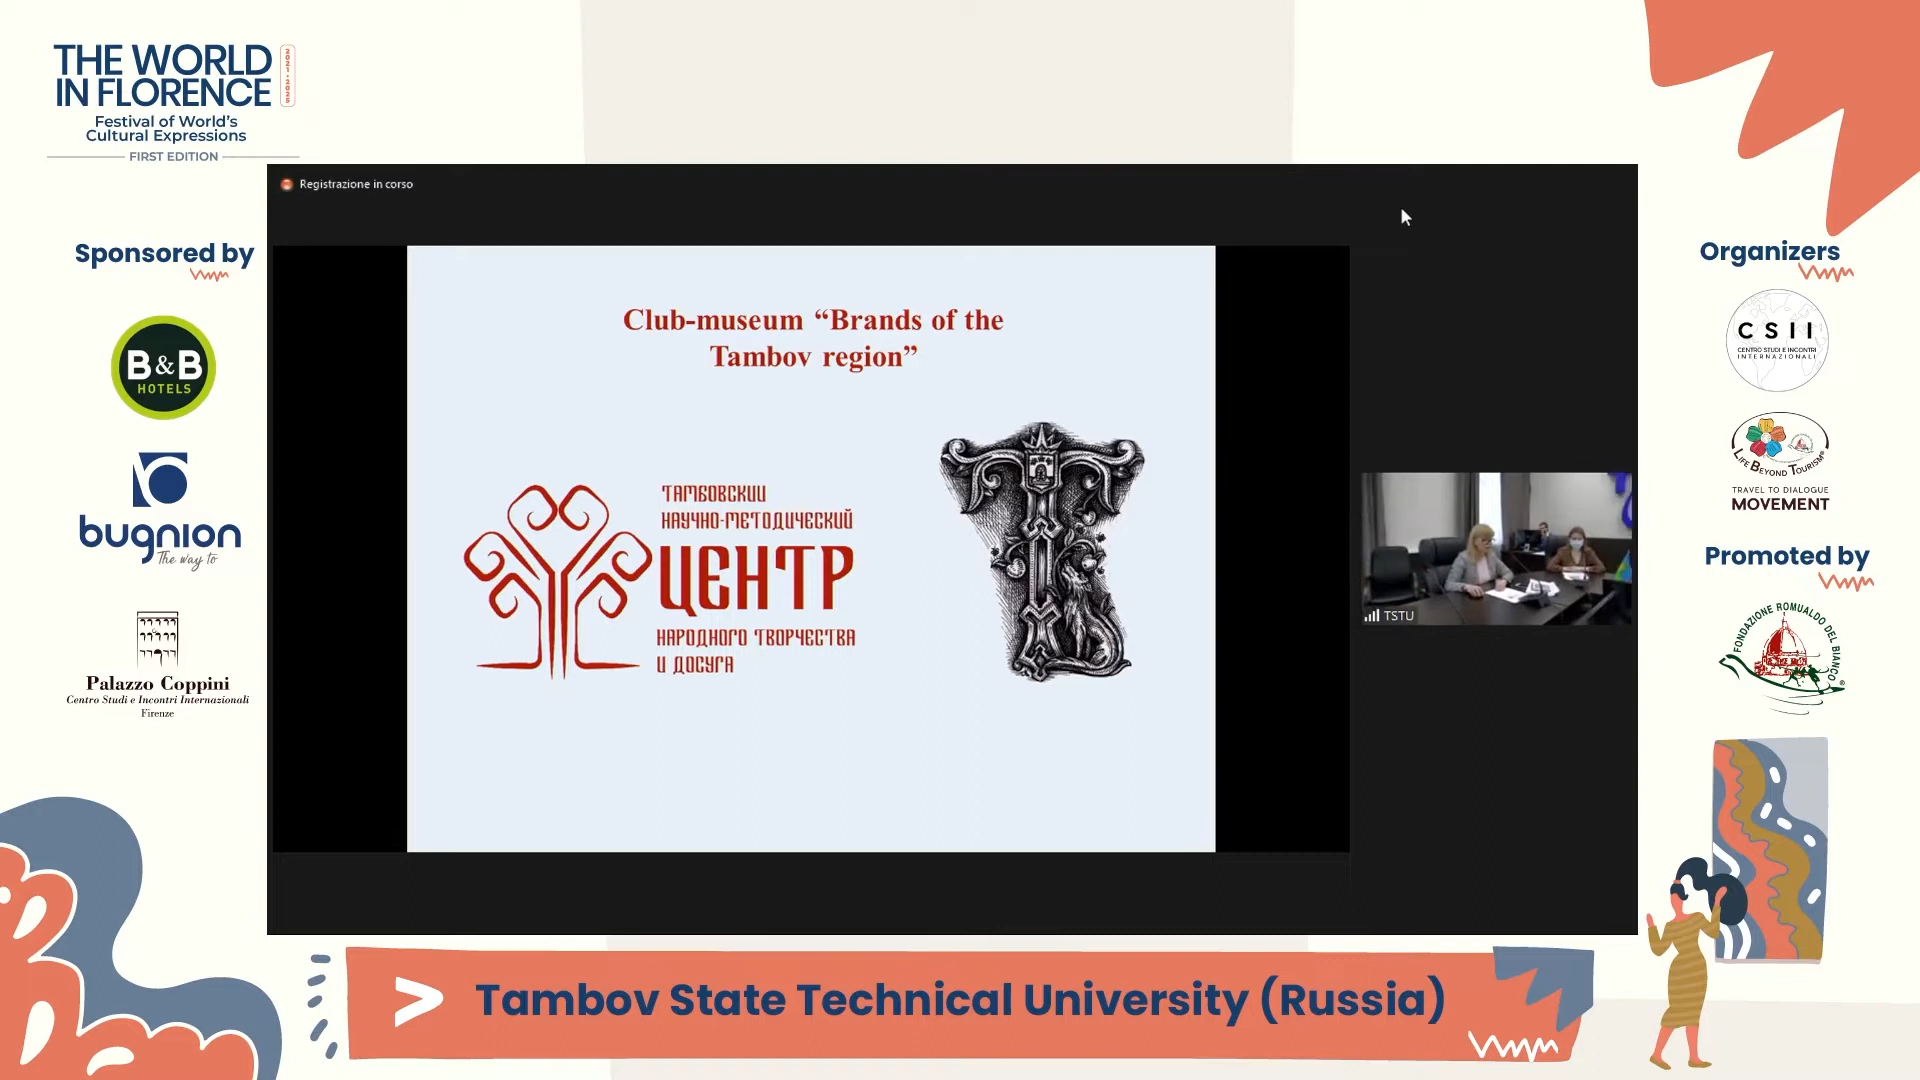 THE WORLD
IN FLORENCE
2021-2025
Festival of World's
Cultural Expressions
FIRST EDITION
Registrazione in corso
Sponsored by
B&B
HOTELS
bugnion
The way to
Palazzo Coppini
Centro Studi e Incontri Internazionali
Firenze
Club-museum “Brands of the
Tambov region”
ТАМБОВСКИЙ
НАУЧНО-МЕТОДИЧЕСКИЙ
ЦЕНТР
НАРОДНОГО ТВОРЧЕСТВА
И ДОСУГА
TSTU
Organizers
CSII
CENTRO STUDI E INCONTRI
INTERNAZIONALI
LIFE BEYOND TOURISM®
TRAVEL TO DIALOGUE
MOVEMENT
Promoted by
FONDAZIONE ROMUALDO DEL BIANCO®
> Tambov State Technical University (Russia)